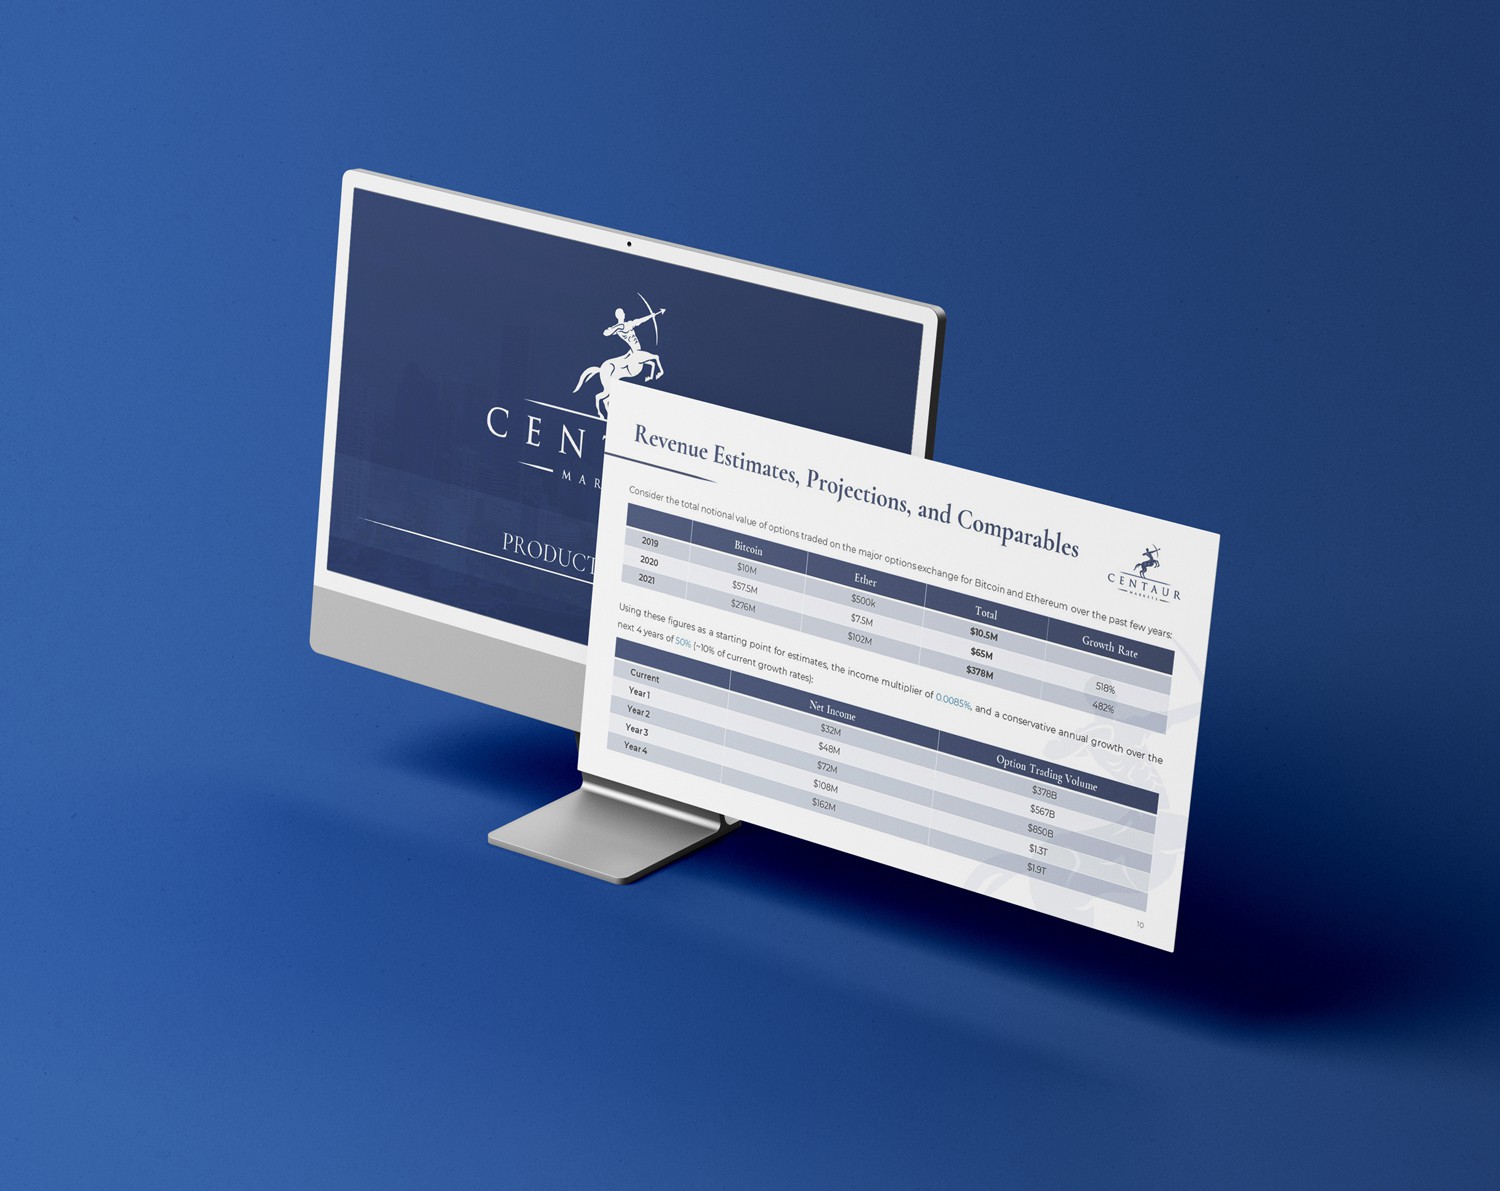 CEN
MAR
PRODUCT
Revenue Estimates, Projections, and Comparables
CENTAUR
MARKETS
Consider the total notional value of options traded on the major options exchange for Bitcoin and Ethereum over the past few years:
Bitcoin Ether Total Growth Rate
2019 $10M $500k $10.5M
2020 $57.5M $7.5M $65M 518%
2021 $276M $102M $378M 482%
Using these figures as a starting point for estimates, the income multiplier of 0.0085%, and a conservative annual growth over the
next 4 years of 50% (~10% of current growth rates):
Net Income Option Trading Volume
Current $32M $378B
Year 1 $48M $567B
Year 2 $72M $850B
Year 3 $108M $1.3T
Year 4 $162M $1.9T
10